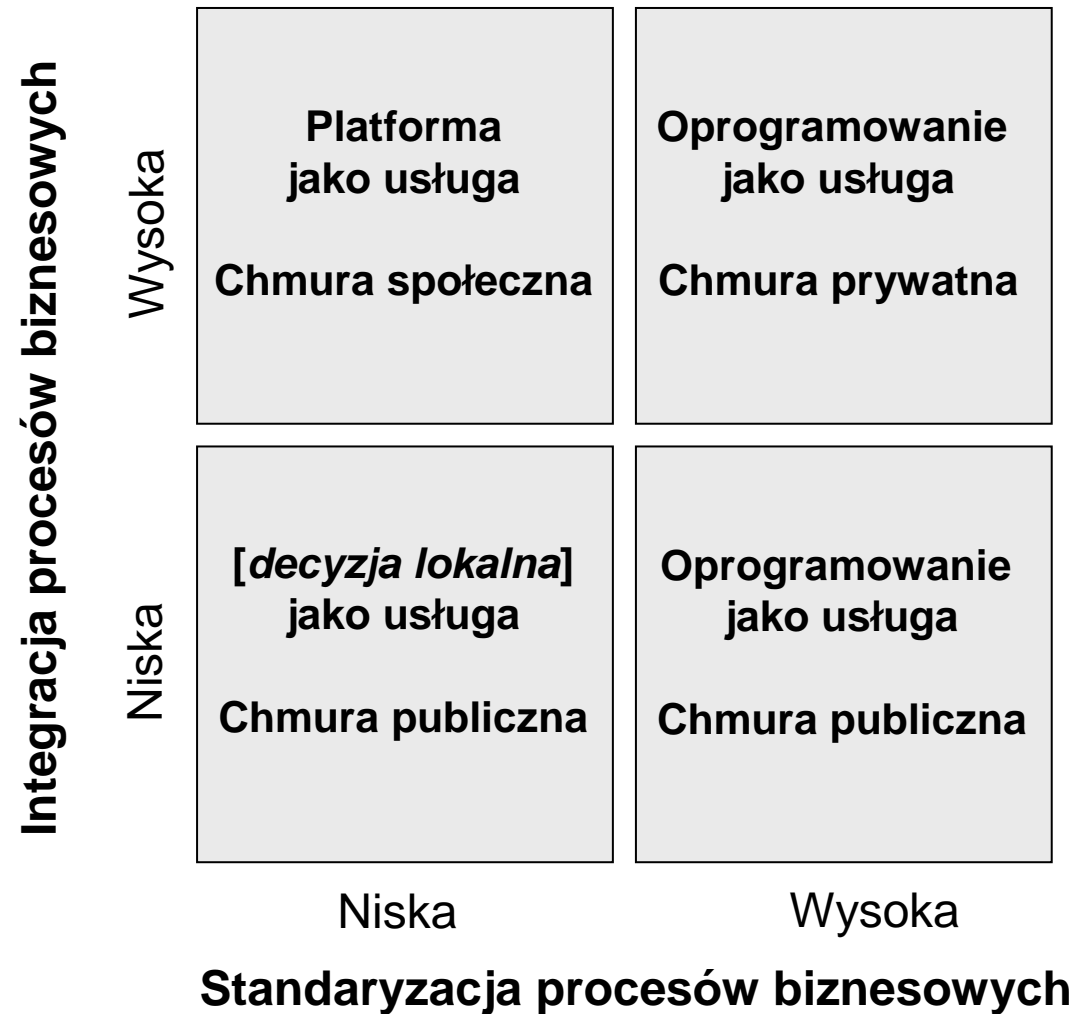 Integracja procesów biznesowych
Wysoka
Platforma
jako usługa
Chmura społeczna
Oprogramowanie
jako usługa
Chmura prywatna
Niska
[decyzja lokalna]
jako usługa
Chmura publiczna
Oprogramowanie
jako usługa
Chmura publiczna
Niska
Wysoka
Standaryzacja procesów biznesowych